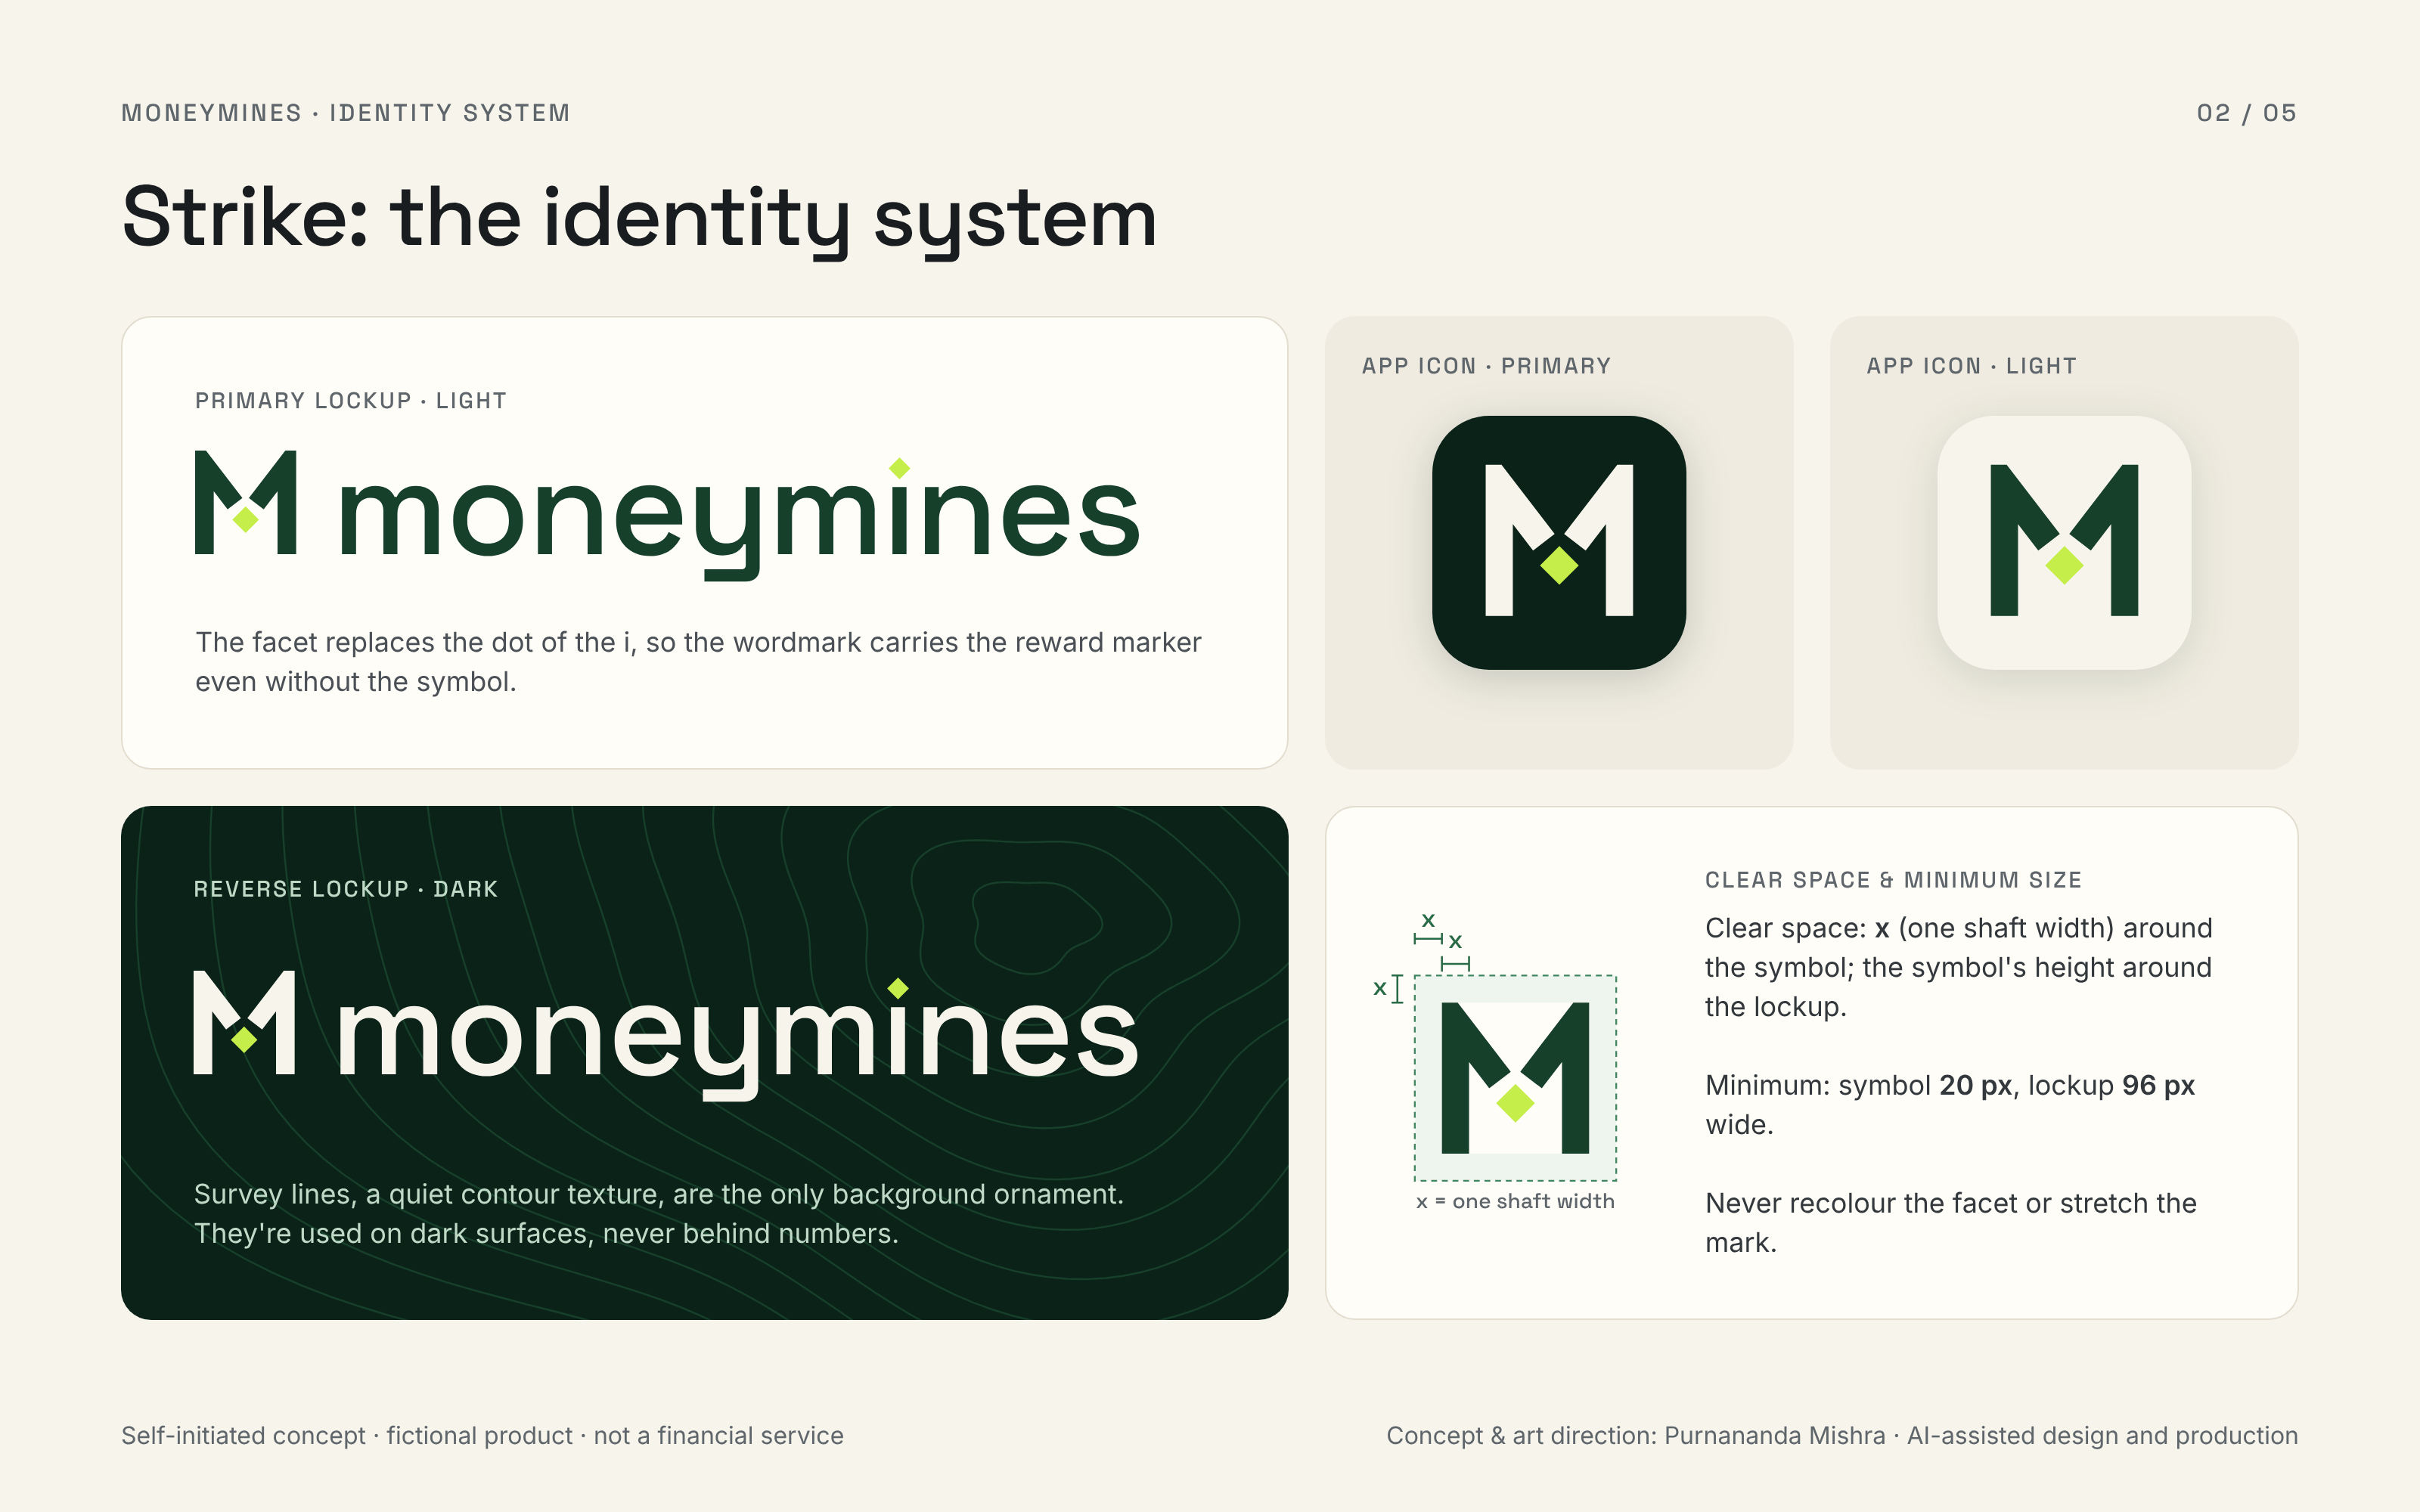 MONEYMINES · IDENTITY SYSTEM
02 / 05
Strike: the identity system
PRIMARY LOCKUP · LIGHT
M moneymines
The facet replaces the dot of the i, so the wordmark carries the reward marker
even without the symbol.
APP ICON · PRIMARY
M
APP ICON · LIGHT
M
REVERSE LOCKUP · DARK
M moneymines
Survey lines, a quiet contour texture, are the only background ornament.
They're used on dark surfaces, never behind numbers.
x
x
x
M
x = one shaft width
CLEAR SPACE & MINIMUM SIZE
Clear space: x (one shaft width) around
the symbol; the symbol's height around
the lockup.
Minimum: symbol 20 px, lockup 96 px
wide.
Never recolour the facet or stretch the
mark.
Self-initiated concept · fictional product · not a financial service
Concept & art direction: Purnananda Mishra · AI-assisted design and production